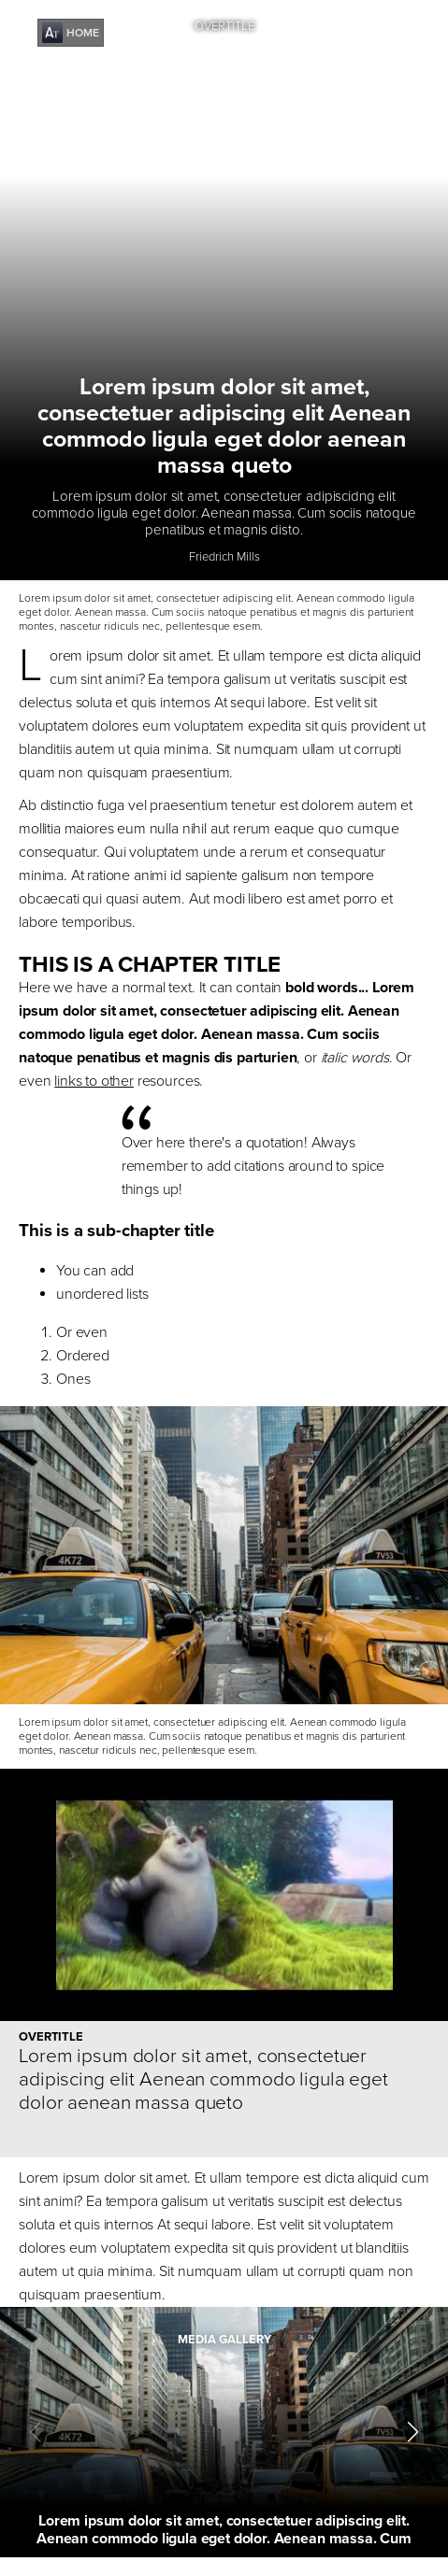 HOME
OVERTITLE
Lorem ipsum dolor sit amet,
consectetuer adipiscing elit Aenean
commodo ligula eget dolor aenean
massa queto
Lorem ipsum dolor sit amet, consectetuer adipiscidng elit
commodo ligula eget dolor. Aenean massa. Cum sociis natoque
penatibus et magnis disto.
Friedrich Mills
Lorem ipsum dolor sit amet, consectetuer adipiscing elit. Aenean commodo ligula
eget dolor. Aenean massa. Cum sociis natoque penatibus et magnis dis parturient
montes, nascetur ridiculs nec, pellentesque esem.
Lorem ipsum dolor sit amet. Et ullam tempore est dicta aliquid
cum sint animi? Ea tempora galisum ut veritatis suscipit est
delectus soluta et quis internos At sequi labore. Est velit sit
voluptatem dolores eum voluptatem expedita sit quis provident ut
blanditiis autem ut quia minima. Sit numquam ullam ut corrupti
quam non quisquam praesentium.
Ab distinctio fuga vel praesentium tenetur est dolorem autem et
mollitia maiores eum nulla nihil aut rerum eaque quo cumque
consequatur. Qui voluptatem unde a rerum et consequatur
minima. At ratione animi id sapiente galisum non tempore
obcaecati qui quasi autem. Aut modi libero est amet porro et
labore temporibus.
THIS IS A CHAPTER TITLE
Here we have a normal text. It can contain bold words... Lorem
ipsum dolor sit amet, consectetuer adipiscing elit. Aenean
commodo ligula eget dolor. Aenean massa. Cum sociis
natoque penatibus et magnis dis parturien, or italic words. Or
even links to other resources.
“
Over here there's a quotation! Always
remember to add citations around to spice
things up!
This is a sub-chapter title
• You can add
• unordered lists
1. Or even
2. Ordered
3. Ones
4K72
7V53
Lorem ipsum dolor sit amet, consectetuer adipiscing elit. Aenean commodo ligula
eget dolor. Aenean massa. Cum sociis natoque penatibus et magnis dis parturient
montes, nascetur ridiculs nec, pellentesque esem.
OVERTITLE
Lorem ipsum dolor sit amet, consectetuer
adipiscing elit Aenean commodo ligula eget
dolor aenean massa queto
Lorem ipsum dolor sit amet. Et ullam tempore est dicta aliquid cum
sint animi? Ea tempora galisum ut veritatis suscipit est delectus
soluta et quis internos At sequi labore. Est velit sit voluptatem
dolores eum voluptatem expedita sit quis provident ut blanditiis
autem ut quia minima. Sit numquam ullam ut corrupti quam non
quisquam praesentium.
MEDIA GALLERY
4K72
7V53
Lorem ipsum dolor sit amet, consectetuer adipiscing elit.
Aenean commodo ligula eget dolor. Aenean massa. Cum